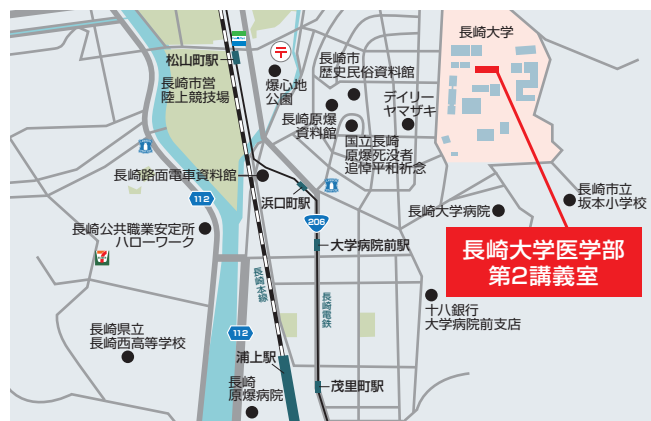 長崎大学
松山町駅
〒
長崎市
歴史民俗資料館
長崎市営
陸上競技場
爆心地
公園
デイリー
ヤマザキ
長崎原爆
資料館
国立長崎
原爆死没者
追悼平和祈念
長崎路面電車資料館
浜口町駅
112
長崎市立
坂本小学校
長崎大学病院
206
長崎公共職業安定所
ハローワーク
大学病院前駅
長崎大学医学部
第2講義室
7
長崎本線
長崎電鉄
十八銀行
大学病院前支店
112
長崎県立
長崎西高等学校
浦上駅
長崎
原爆病院
茂里町駅